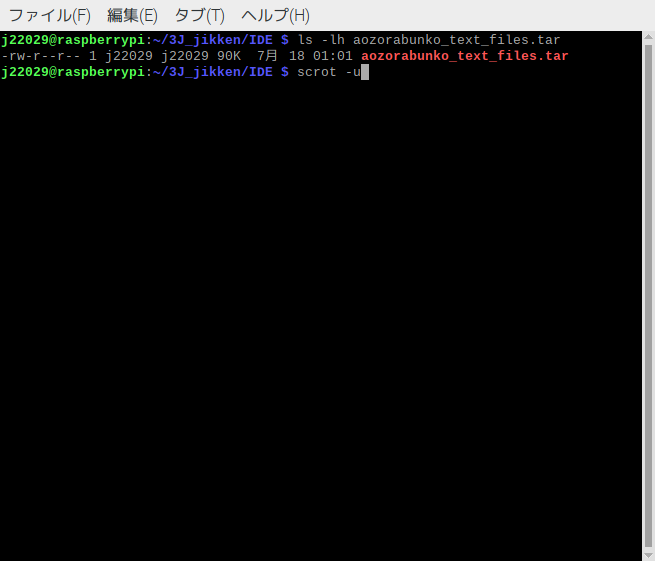 ファイル(F) 編集(E) タブ(T) ヘルプ(H)
j22029@raspberrypi:~/3J_jikken/IDE $ ls -lh aozorabunko_text_files.tar
-rw-r--r-- 1 j22029 j22029 90K  7月 18 01:01 aozorabunko_text_files.tar
j22029@raspberrypi:~/3J_jikken/IDE $ scrot -u